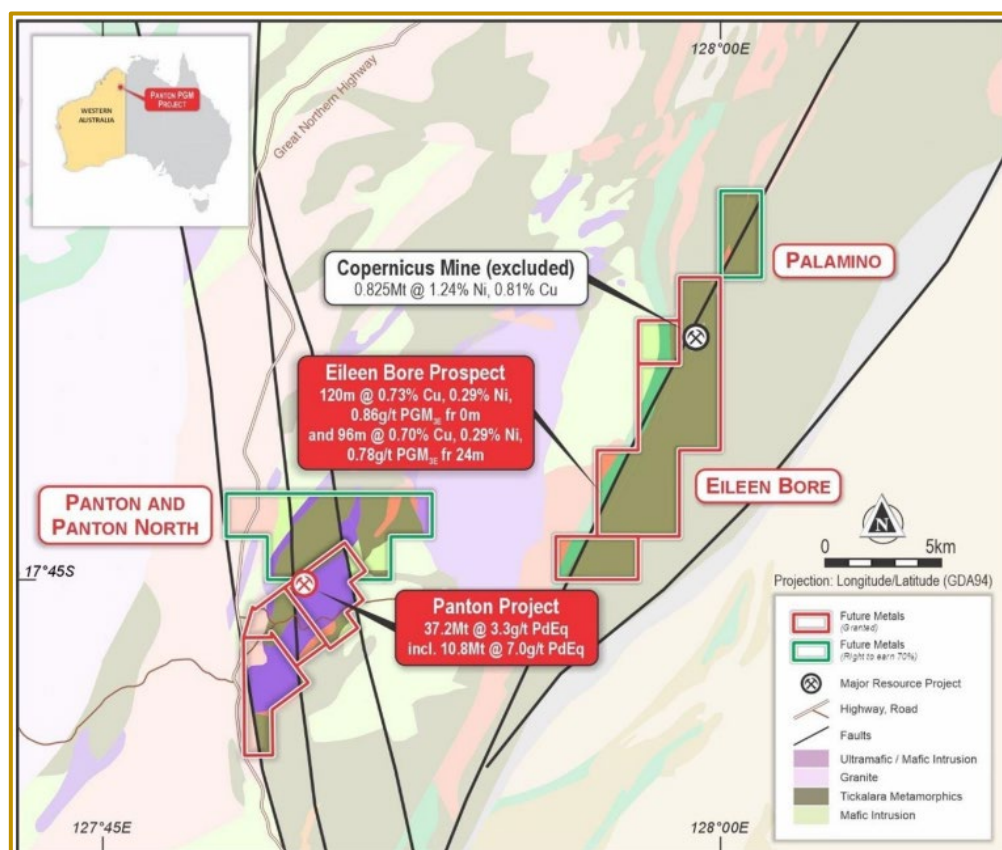 127°45E
128°00E
WESTERN
AUSTRALIA
PANTON PGM
PROJECT
Great Northern Highway
PALAMINO
Copernicus Mine (excluded)
0.825Mt @ 1.24% Ni, 0.81% Cu
Eileen Bore Prospect
120m @ 0.73% Cu, 0.29% Ni,
0.86g/t PGM3E fr 0m
and 96m @ 0.70% Cu, 0.29% Ni,
0.78g/t PGM3E fr 24m
EILEEN BORE
PANTON AND
PANTON NORTH
N
0 5km
17°45S
Projection: Longitude/Latitude (GDA94)
Panton Project
37.2Mt @ 3.3g/t PdEq
incl. 10.8Mt @ 7.0g/t PdEq
Future Metals
(Granted)
Future Metals
(Right to earn 70%)
Major Resource Project
Highway, Road
Faults
Ultramafic / Mafic Intrusion
Granite
Tickalara Metamorphics
Mafic Intrusion
127°45E
128°00E